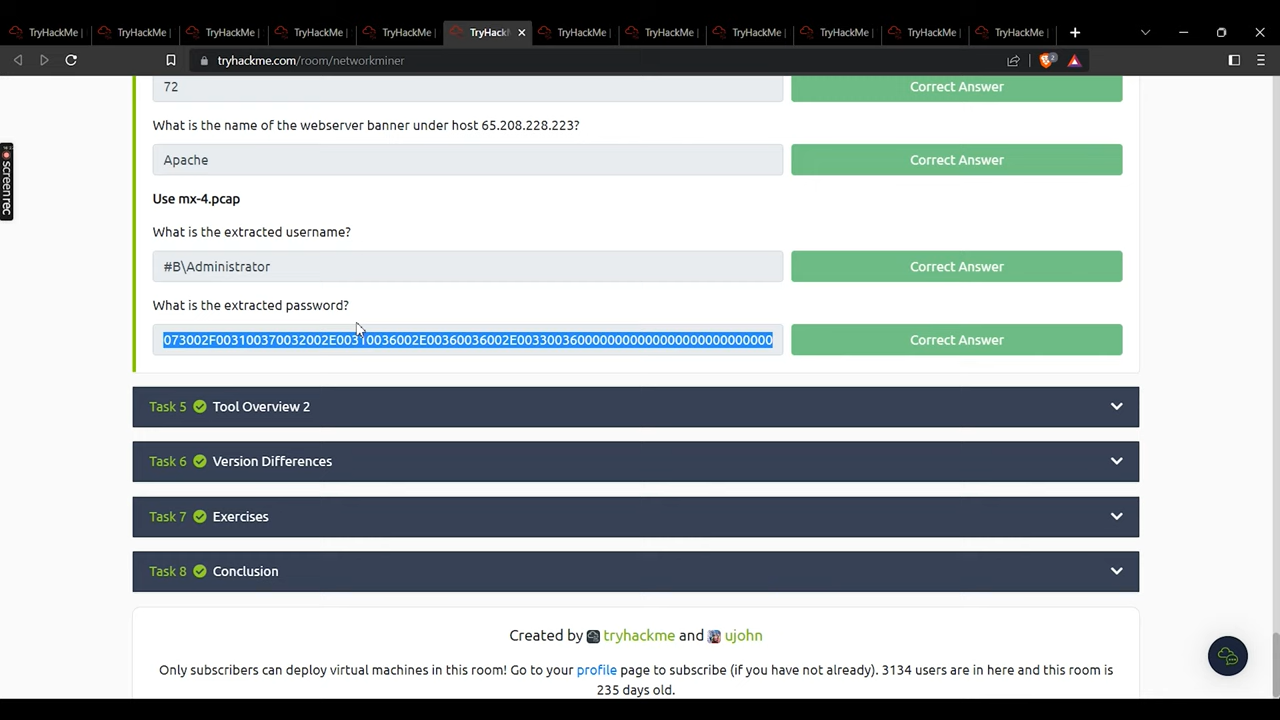 TryHackMe | TryHackMe | TryHackMe | TryHackMe | TryHackMe | TryHackM TryHackMe | TryHackMe | TryHackMe | TryHackMe | TryHackMe | TryHackMe |
tryhackme.com/room/networkminer 2
72 Correct Answer
What is the name of the webserver banner under host 65.208.228.223?
Apache Correct Answer
screenrec
Use mx-4.pcap
What is the extracted username?
#B\Administrator Correct Answer
What is the extracted password?
073002F003100370032002E00310036002E00360036002E003300360000000000000000000000000 Correct Answer
Task 5 Tool Overview 2
Task 6 Version Differences
Task 7 Exercises
Task 8 Conclusion
Created by tryhackme and ujohn
Only subscribers can deploy virtual machines in this room! Go to your profile page to subscribe (if you have not already). 3134 users are in here and this room is
235 days old.